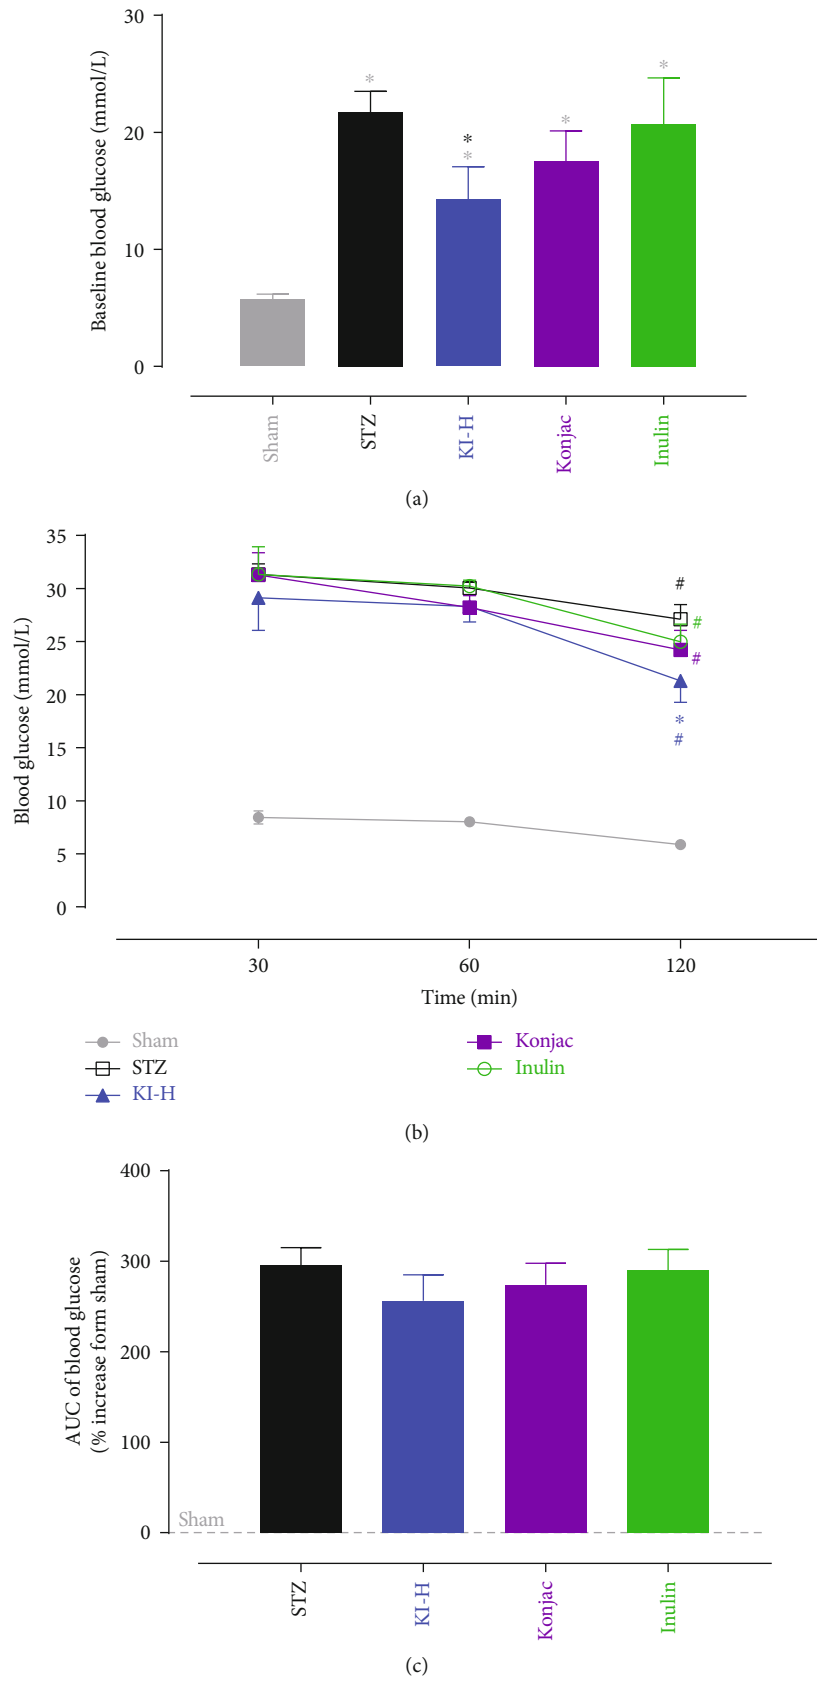 30
20
10
0
Baseline blood glucose (mmol/L)
*
*
*
*
*
Sham
STZ
KI-H
Konjac
Inulin
(a)
35
30
25
20
15
10
5
0
Blood glucose (mmol/L)
#
#
#
*
#
30
60
120
Time (min)
Sham
STZ
KI-H
Konjac
Inulin
(b)
400
300
200
100
0
AUC of blood glucose
(% increase form sham)
Sham
STZ
KI-H
Konjac
Inulin
(c)